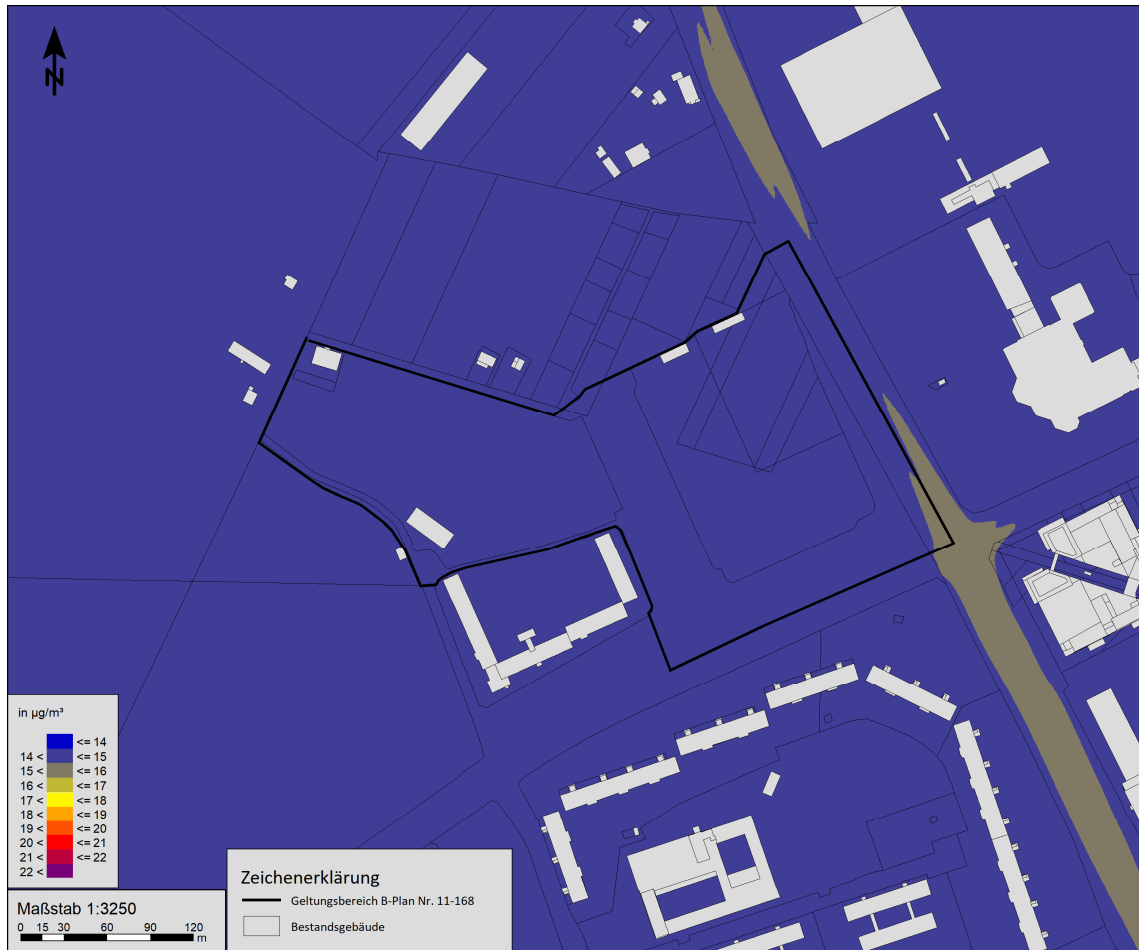 N
in µg/m³
<= 14
14 < <= 15
15 < <= 16
16 < <= 17
17 < <= 18
18 < <= 19
19 < <= 20
20 < <= 21
21 < <= 22
22 <
Zeichenerklärung
Geltungsbereich B-Plan Nr. 11-168
Bestandsgebäude
Maßstab 1:3250
0 15 30 60 90 120
m